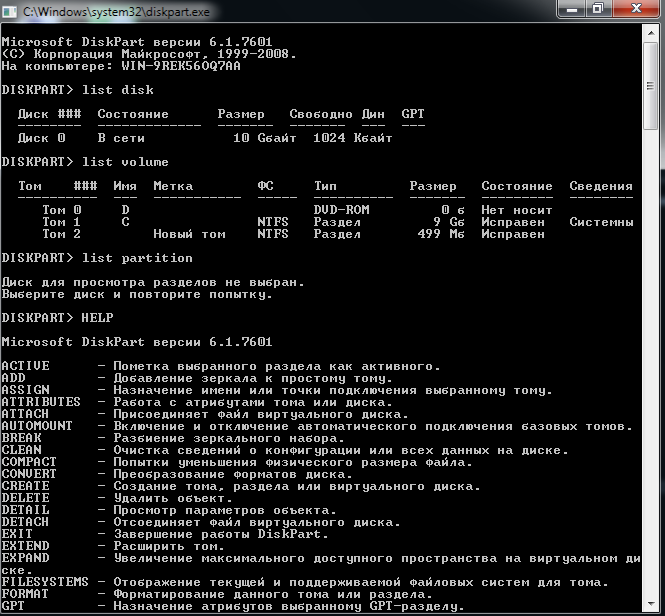 C:\Windows\system32\diskpart.exe
Microsoft DiskPart версии 6.1.7601
(C) Корпорация Майкрософт, 1999-2008.
На компьютере: WIN-9REK56OQ7AA
DISKPART> list disk
Диск ### Состояние Размер Свободно Дин GPT
-------- ------------- ------- ------- --- ---
Диск 0 В сети 10 Gбайт 1024 Kбайт
DISKPART> list volume
Том ### Имя Метка ФС Тип Размер Состояние Сведения
---------- --- ----------- ----- ---------- ------- --------- --------
Том 0 D DVD-ROM 0 б Нет носит
Том 1 C NTFS Раздел 9 Gб Исправен Системны
Том 2 Новый том NTFS Раздел 499 Mб Исправен
DISKPART> list partition
Диск для просмотра разделов не выбран.
Выберите диск и повторите попытку.
DISKPART> HELP
Microsoft DiskPart версии 6.1.7601
ACTIVE - Пометка выбранного раздела как активного.
ADD - Добавление зеркала к простому тому.
ASSIGN - Назначение имени или точки подключения выбранному тому.
ATTRIBUTES - Работа с атрибутами тома или диска.
ATTACH - Присоединяет файл виртуального диска.
AUTOMOUNT - Включение и отключение автоматического подключения базовых томов.
BREAK - Разбиение зеркального набора.
CLEAN - Очистка сведений о конфигурации или всех данных на диске.
COMPACT - Попытки уменьшения физического размера файла.
CONVERT - Преобразование форматов диска.
CREATE - Создание тома, раздела или виртуального диска.
DELETE - Удалить объект.
DETAIL - Просмотр параметров объекта.
DETACH - Отсоединяет файл виртуального диска.
EXIT - Завершение работы DiskPart.
EXTEND - Расширить том.
EXPAND - Увеличение максимального доступного пространства на виртуальном ди
ске.
FILESYSTEMS - Отображение текущей и поддерживаемой файловых систем для тома.
FORMAT - Форматирование данного тома или раздела.
GPT - Назначение атрибутов выбранному GPT-разделу.